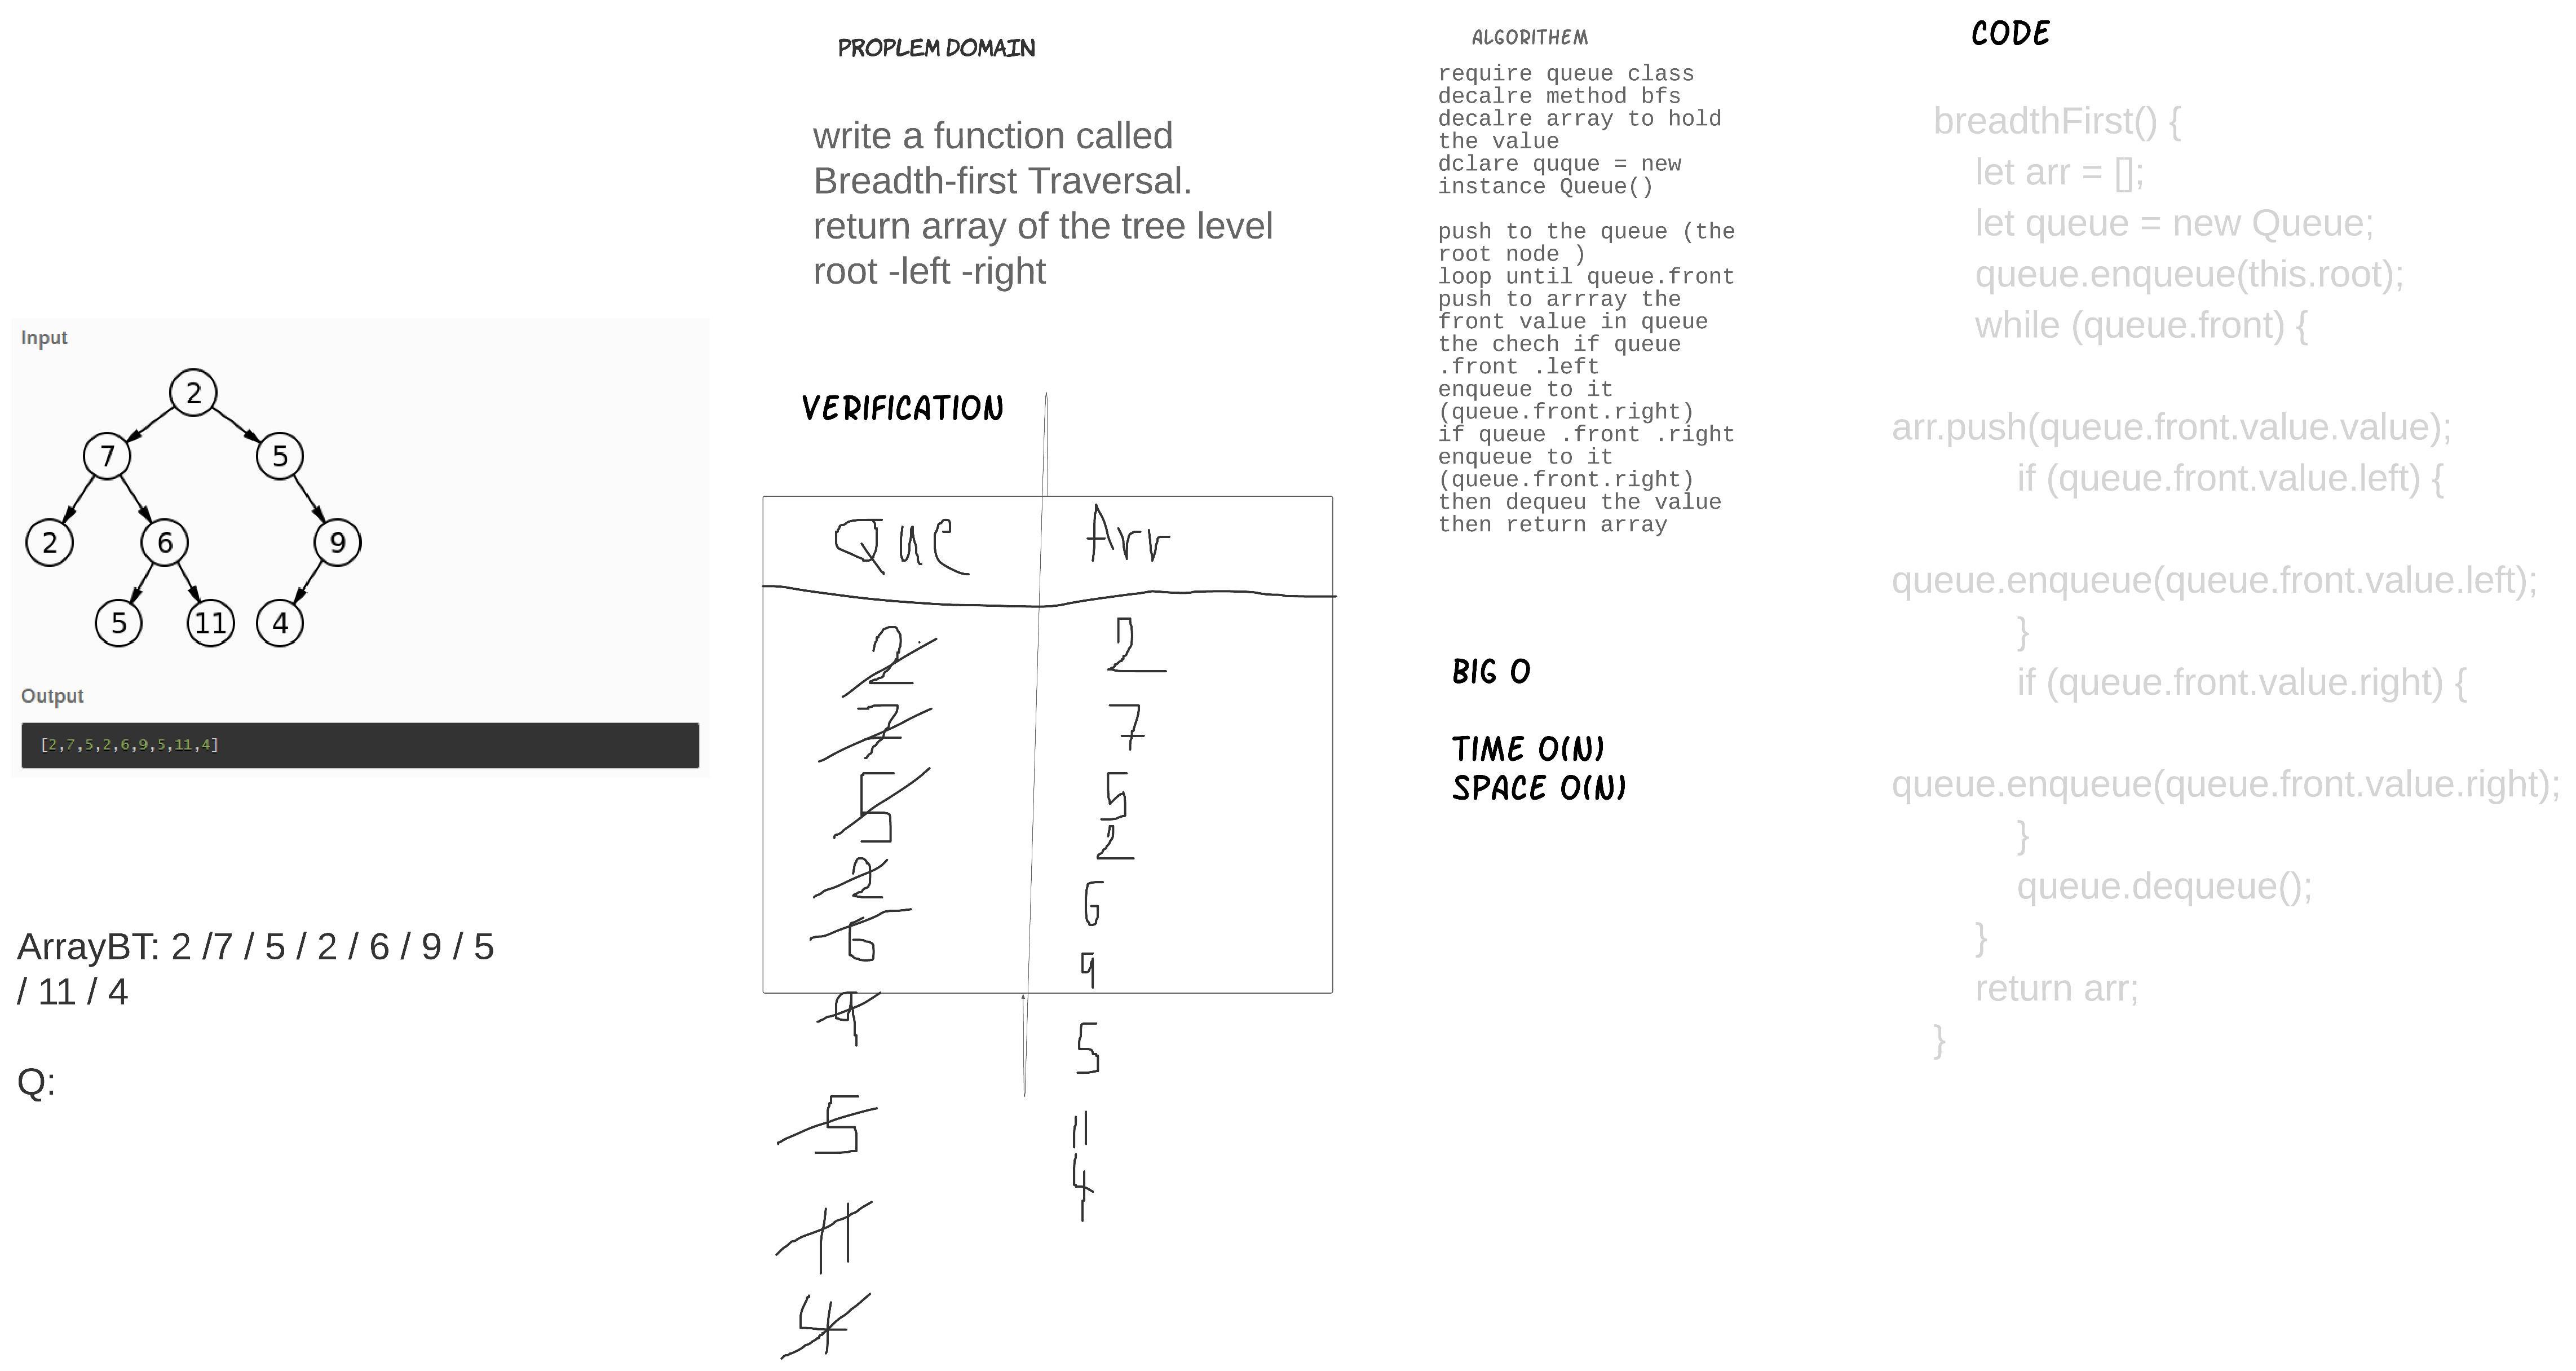 Input
2
7
5
2
6
9
5
11
4
Output
[2,7,5,2,6,9,5,11,4]
ArrayBT: 2 /7 / 5 / 2 / 6 / 9 / 5
/ 11 / 4
Q:
PROPLEM DOMAIN
write a function called
Breadth-first Traversal.
return array of the tree level
root -left -right
VERIFICATION
Que Arr
2 2
7 7
5 5
2 2
6 6
9 9
5 5
11 11
4 4
ALGORITHEM
require queue class
decalre method bfs
decalre array to hold
the value
dclare quque = new
instance Queue()
push to the queue (the
root node )
loop until queue.front
push to arrray the
front value in queue
the chech if queue
.front .left
enqueue to it
(queue.front.right)
if queue .front .right
enqueue to it
(queue.front.right)
then dequeu the value
then return array
BIG O
TIME O(N)
SPACE O(N)
CODE
breadthFirst() {
let arr = [];
let queue = new Queue;
queue.enqueue(this.root);
while (queue.front) {
arr.push(queue.front.value.value);
if (queue.front.value.left) {
queue.enqueue(queue.front.value.left);
}
if (queue.front.value.right) {
queue.enqueue(queue.front.value.right);
}
queue.dequeue();
}
return arr;
}